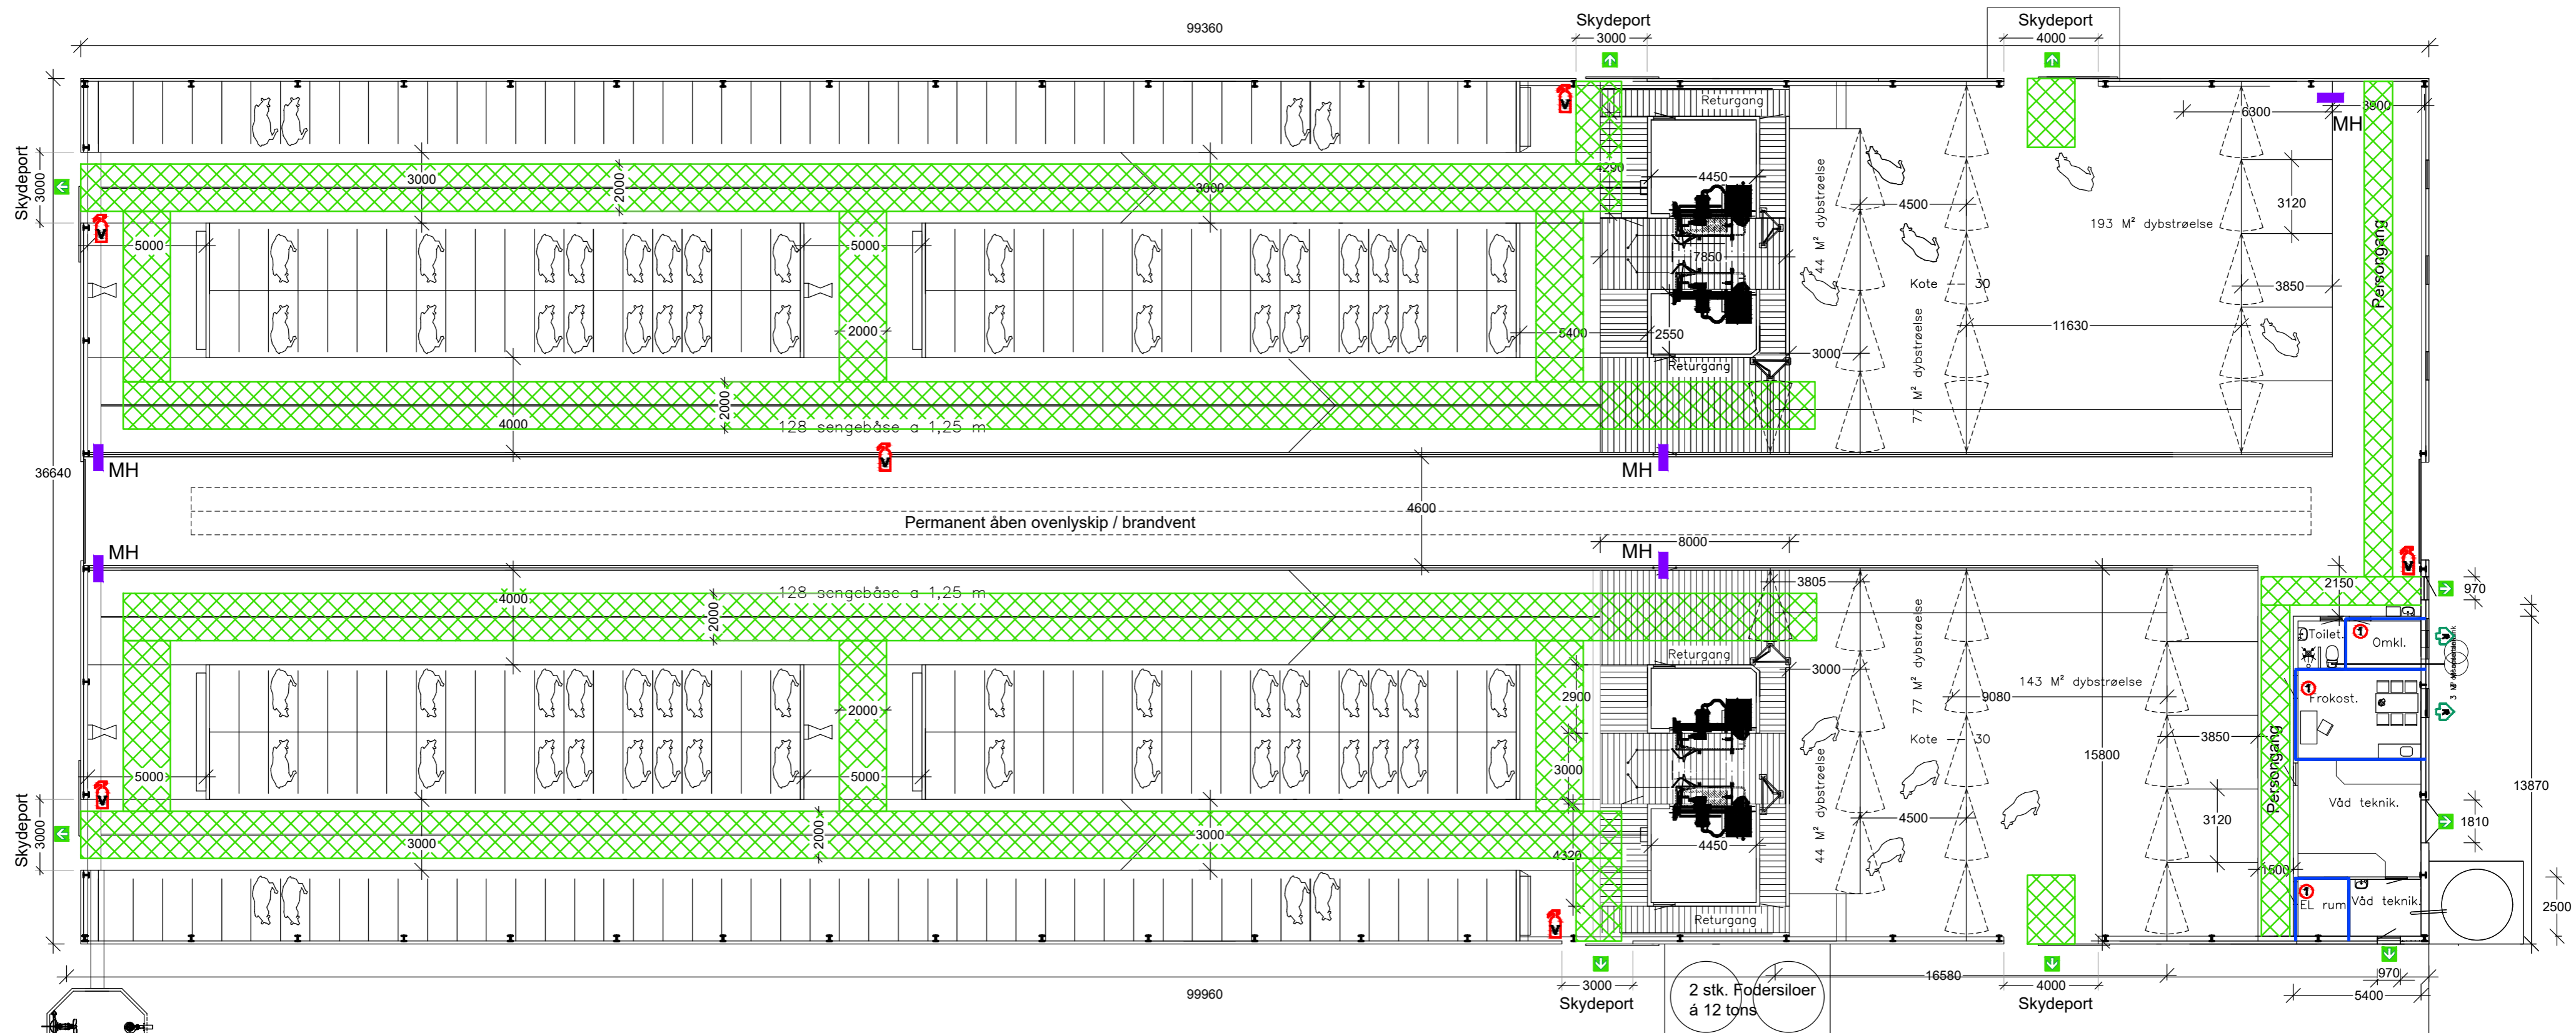 99360
Skydeport
3000
Skydeport
4000
Returgang
6300
3900
MH
Skydeport
3000
3000
2000
3000
4290
4450
44 M² dybstrøelse
4500
193 M² dybstrøelse
3120
Persongang
5000
5000
7850
Kote -- 30
3850
2000
5400
2550
3000
11630
Returgang
77 M² dybstrøelse
2000
4000
128 sengebåse a 1,25 m
36640
MH
MH
4600
Permanent åben ovenlyskip / brandvent
MH
MH
8000
4000
128 sengebåse a 1,25 m
2000
3805
77 M² dybstrøelse
2150
970
Returgang
3000
Toilet.
1
Omkl.
2900
143 M² dybstrøelse
9080
1
Frokost.
2000
Kote -- 30
3850
Persongang
5000
5000
3000
44 M² dybstrøelse
15800
13870
Våd teknik.
Skydeport
3000
3000
2000
3000
4320
4450
4500
3120
1810
1500
1
EL rum
Våd teknik.
2500
Returgang
99960
3000
Skydeport
2 stk. Fodersiloer
á 12 tons
16580
4000
Skydeport
970
5400